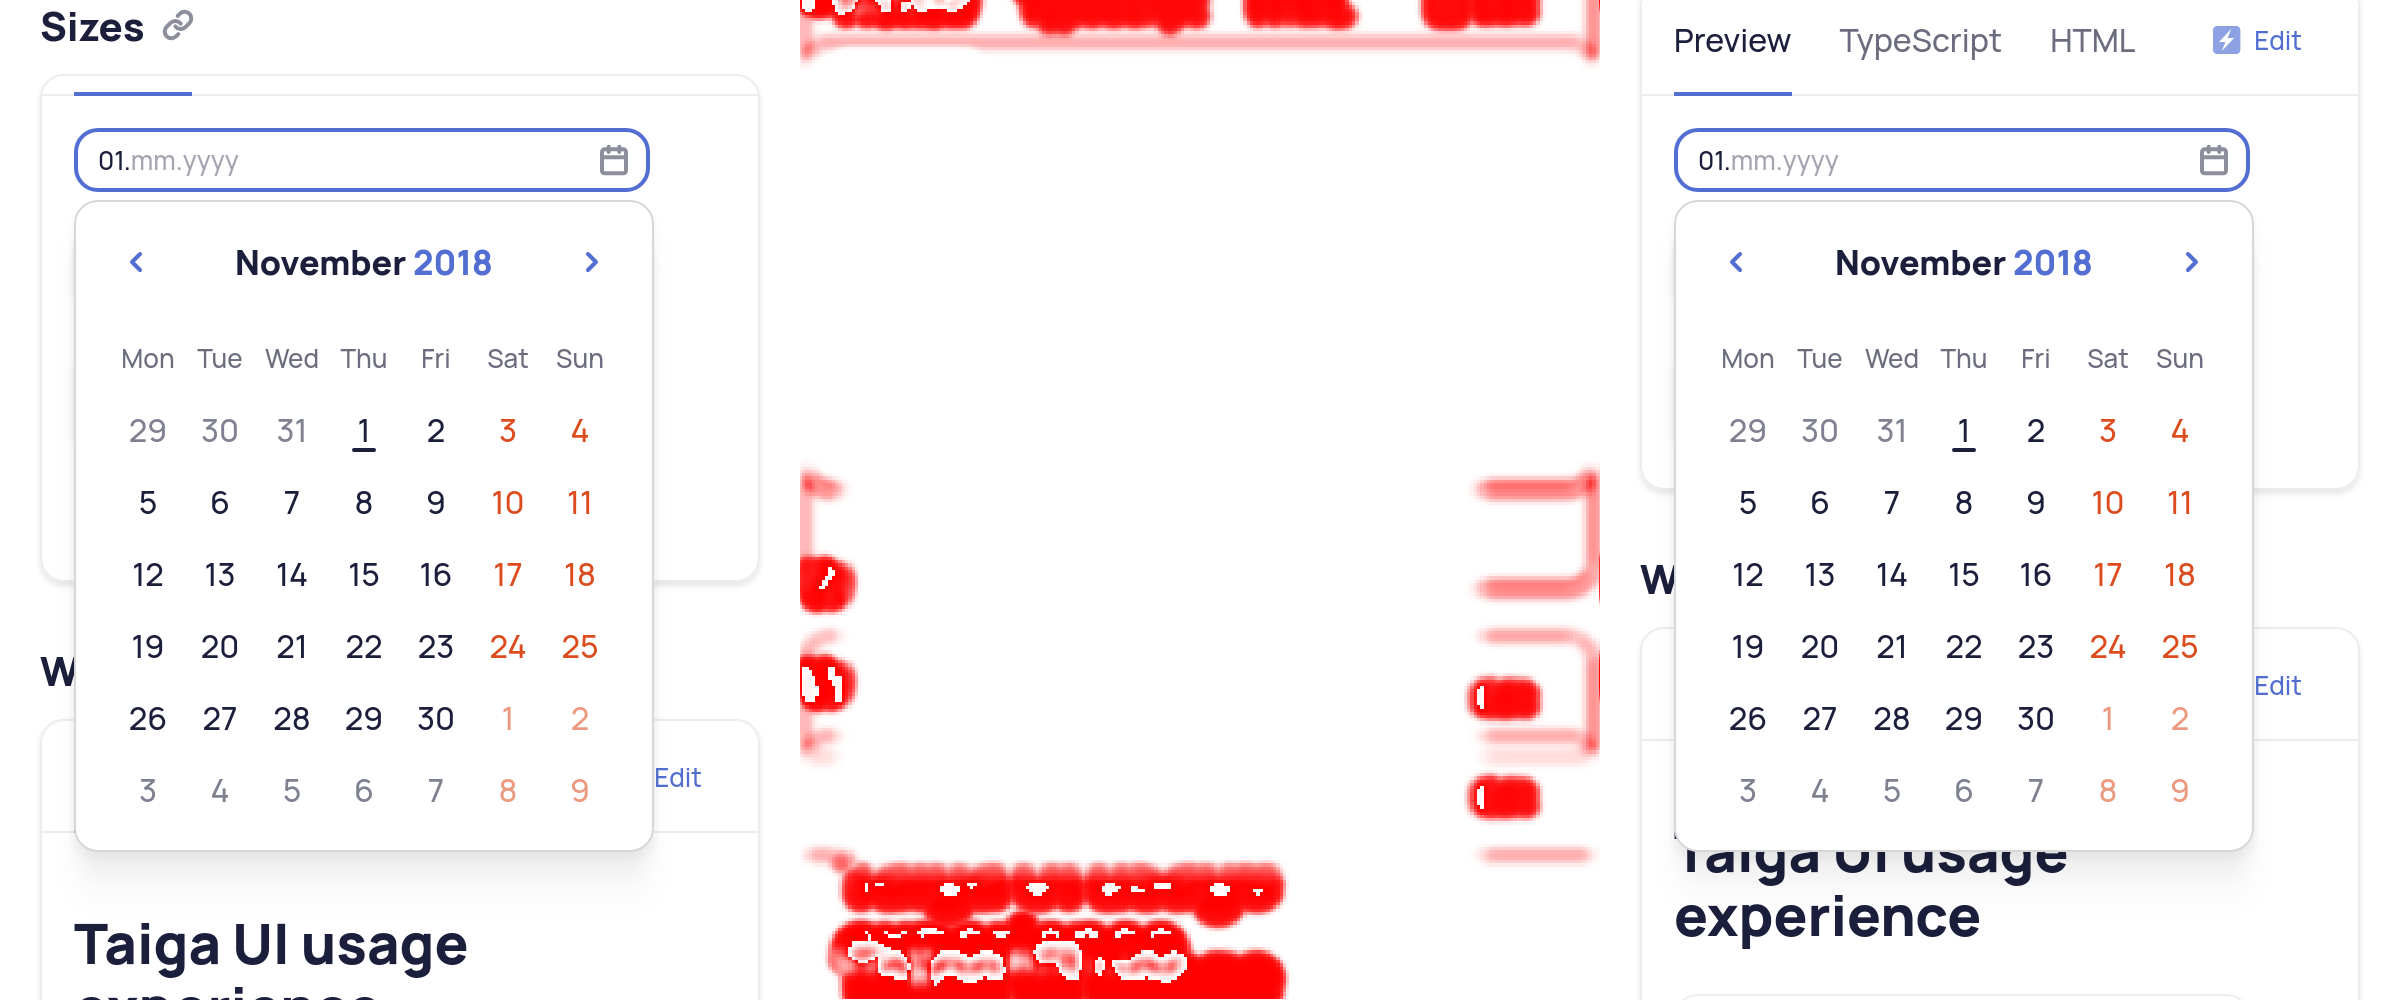 Sizes
01.mm.yyyy
November 2018
Mon Tue Wed Thu Fri Sat Sun
29 30 31 1 2 3 4
5 6 7 8 9 10 11
12 13 14 15 16 17 18
19 20 21 22 23 24 25
26 27 28 29 30 1 2
3 4 5 6 7 8 9
W
Edit
Taiga UI usage
experience
Preview TypeScript HTML Edit
01.mm.yyyy
November 2018
Mon Tue Wed Thu Fri Sat Sun
29 30 31 1 2 3 4
5 6 7 8 9 10 11
12 13 14 15 16 17 18
19 20 21 22 23 24 25
26 27 28 29 30 1 2
3 4 5 6 7 8 9
W
Edit
Taiga UI usage
experience